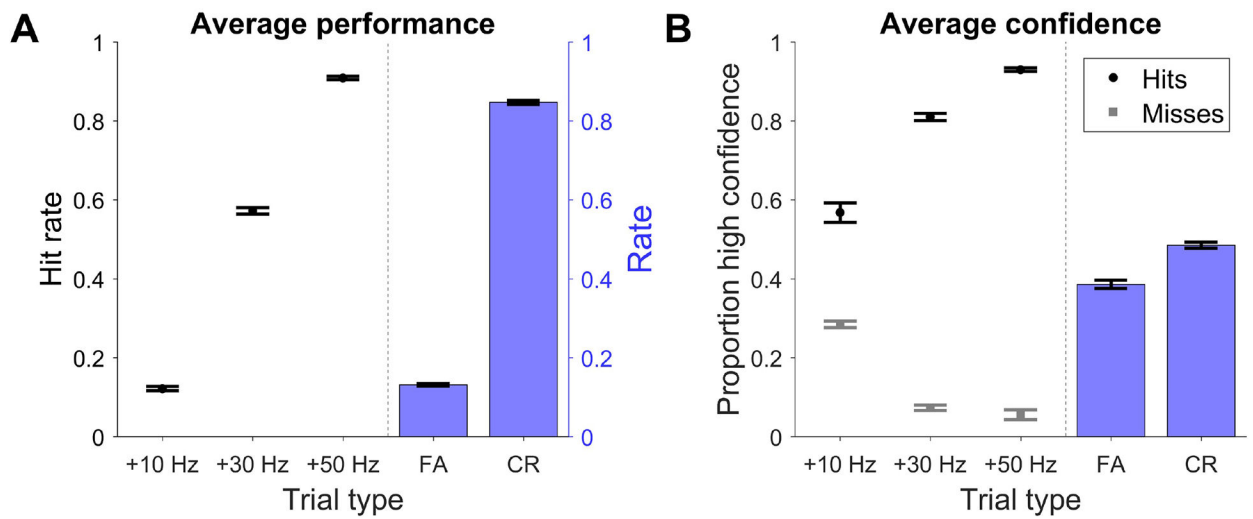 A
Average performance
1
0.8
0.6
0.4
0.2
0
Hit rate
1
0.8
0.6
0.4
0.2
0
Rate
+10 Hz +30 Hz +50 Hz FA CR
Trial type
B
Average confidence
1
0.8
0.6
0.4
0.2
0
Proportion high confidence
Hits
Misses
+10 Hz +30 Hz +50 Hz FA CR
Trial type